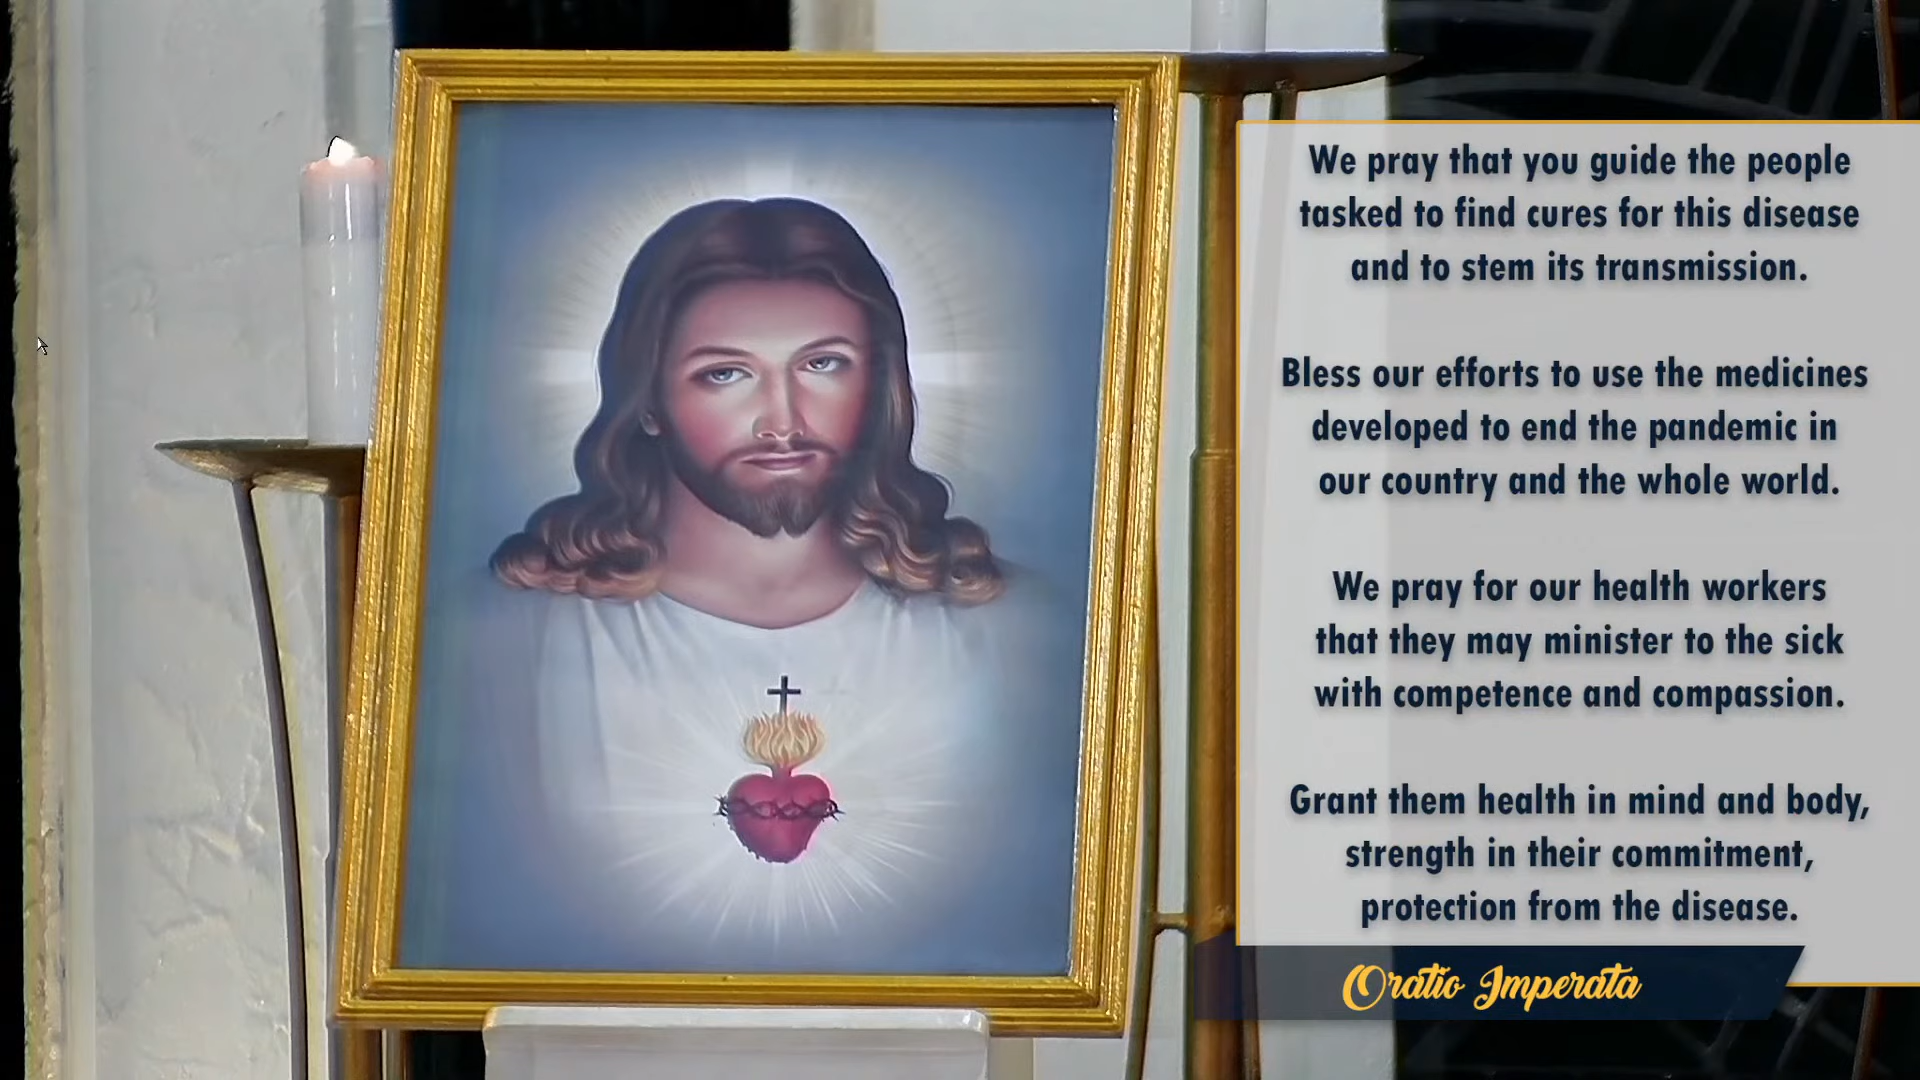 We pray that you guide the people
tasked to find cures for this disease
and to stem its transmission.
Bless our efforts to use the medicines
developed to end the pandemic in
our country and the whole world.
We pray for our health workers
that they may minister to the sick
with competence and compassion.
Grant them health in mind and body,
strength in their commitment,
protection from the disease.
Oratio Imperata